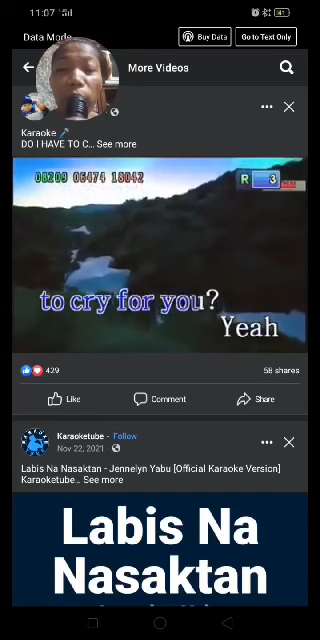 11:07
Data Mode
Buy Data
Go to Text Only
More Videos
Karaoke
DO I HAVE TO C... See more
08209 06474 18042
R 3
to cry for you?
Yeah
429
58 shares
Like
Comment
Share
Karaoketube · Follow
Nov 22, 2021
Labis Na Nasaktan - Jennelyn Yabu [Official Karaoke Version]
Karaoketube... See more
Labis Na
Nasaktan